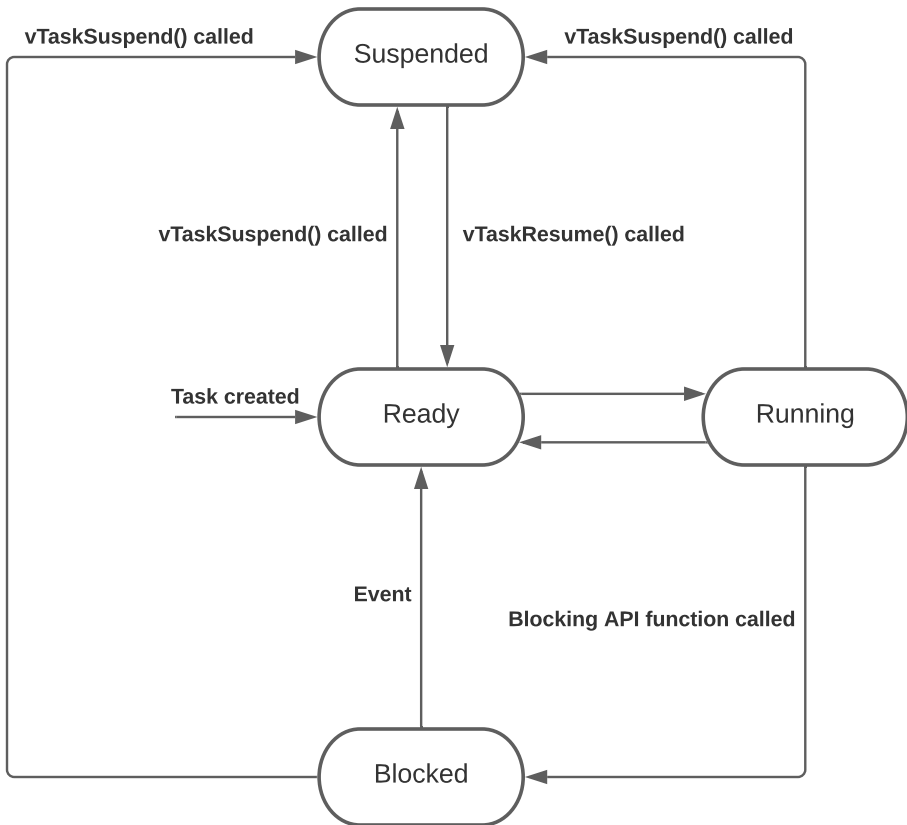 vTaskSuspend() called
Suspended
vTaskSuspend() called
vTaskSuspend() called
vTaskResume() called
Task created
Ready
Running
Event
Blocking API function called
Blocked